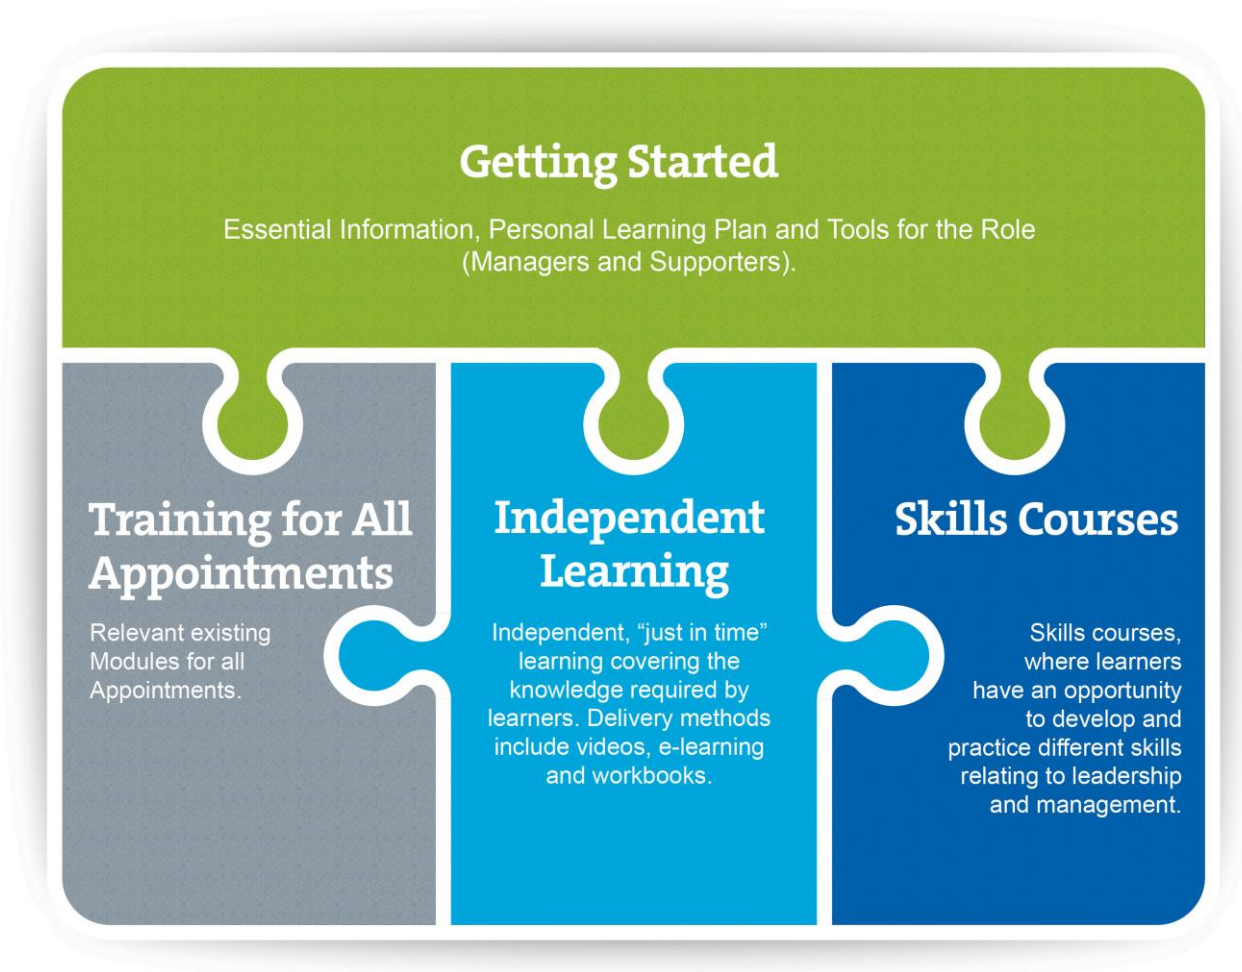 Getting Started
Essential Information, Personal Learning Plan and Tools for the Role
(Managers and Supporters).
Training for All
Appointments
Relevant existing
Modules for all
Appointments.
Independent
Learning
Independent, “just in time”
learning covering the
knowledge required by
learners. Delivery methods
include videos, e-learning
and workbooks.
Skills Courses
Skills courses,
where learners
have an opportunity
to develop and
practice different skills
relating to leadership
and management.